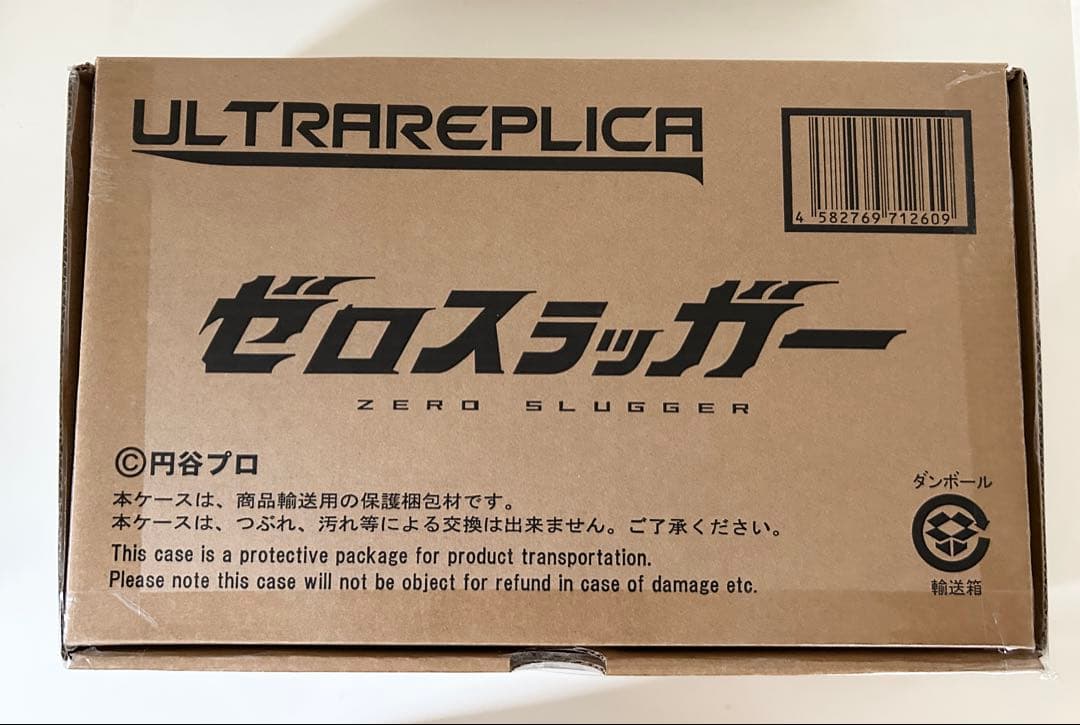 ULTRAREPLICA
4 582769 712609
ゼロスラッガー
ZERO SLUGGER
©円谷プロ
本ケースは、商品輸送用の保護梱包材です。
本ケースは、つぶれ、汚れ等による交換は出来ません。ご了承ください。
This case is a protective package for product transportation.
Please note this case will not be object for refund in case of damage etc.
ダンボール
輸送箱